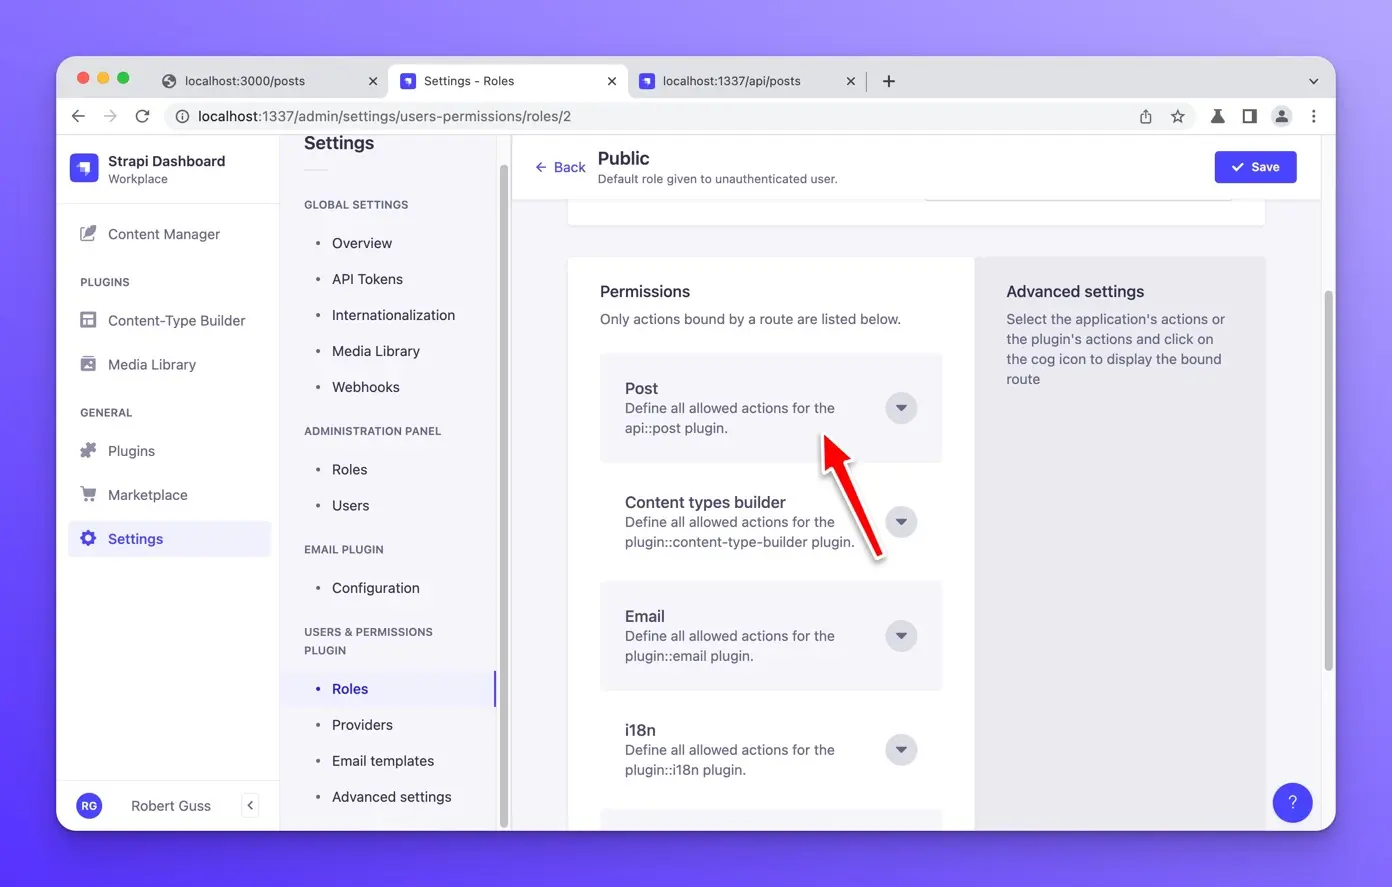 localhost:3000/posts
Settings - Roles
localhost:1337/api/posts
localhost:1337/admin/settings/users-permissions/roles/2
Strapi Dashboard
Workplace
Content Manager
PLUGINS
Content-Type Builder
Media Library
GENERAL
Plugins
Marketplace
Settings
RG
Robert Guss
Settings
GLOBAL SETTINGS
Overview
API Tokens
Internationalization
Media Library
Webhooks
ADMINISTRATION PANEL
Roles
Users
EMAIL PLUGIN
Configuration
USERS & PERMISSIONS
PLUGIN
Roles
Providers
Email templates
Advanced settings
Back
Public
Default role given to unauthenticated user.
Save
Permissions
Only actions bound by a route are listed below.
Post
Define all allowed actions for the
api::post plugin.
Content types builder
Define all allowed actions for the
plugin::content-type-builder plugin.
Email
Define all allowed actions for the
plugin::email plugin.
i18n
Define all allowed actions for the
plugin::i18n plugin.
Advanced settings
Select the application's actions or
the plugin's actions and click on
the cog icon to display the bound
route
?